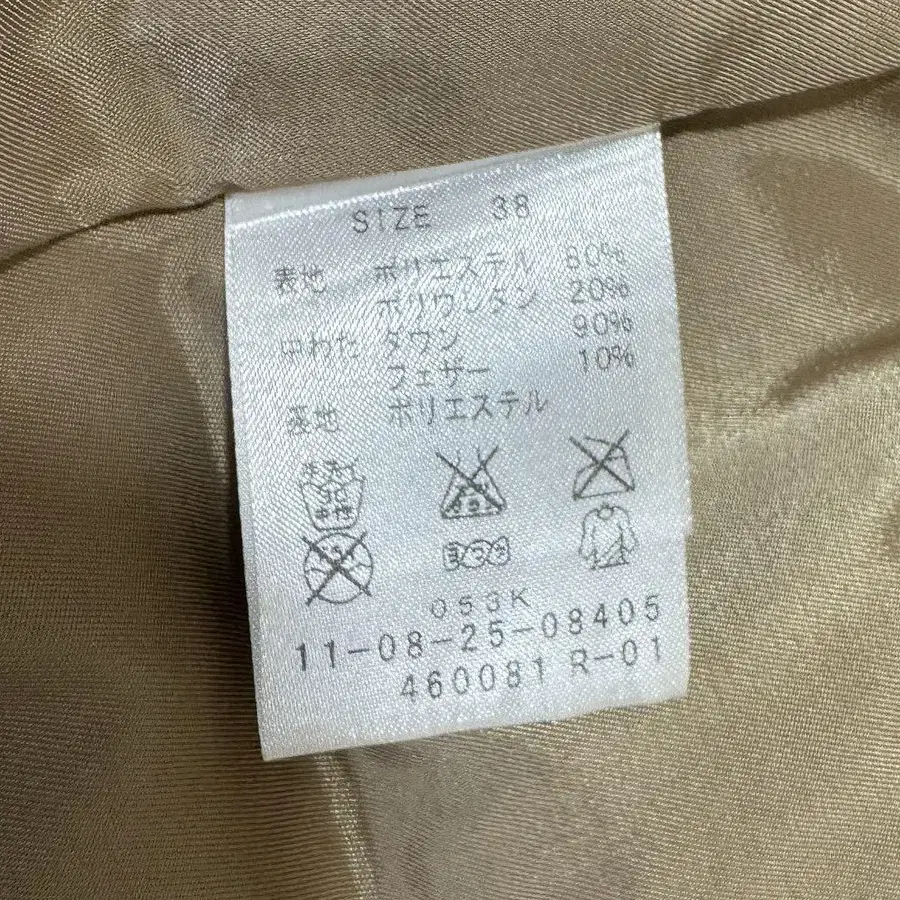 SIZE 38
表地 ポリエステル 80%
ポリウレタン 20%
中わた ダウン 90%
フェザー 10%
裏地 ポリエステル
053K
11-08-25-08405
460081 R-01